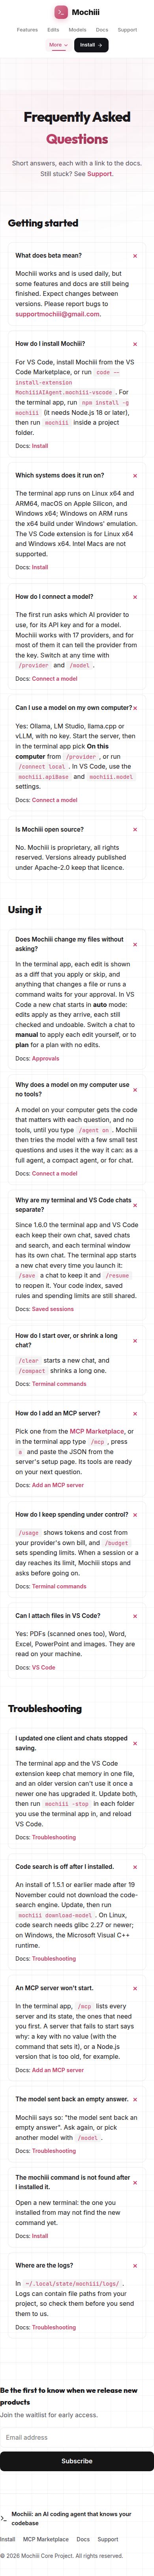 Mochiii
Features Edits Models Docs Support
More Install →
Frequently Asked
Questions
Short answers, each with a link to the docs.
Still stuck? See Support.
Getting started
What does beta mean?
Mochiii works and is used daily, but
some features and docs are still being
finished. Expect changes between
versions. Please report bugs to
supportmochiii@gmail.com.
How do I install Mochiii?
For VS Code, install Mochiii from the VS
Code Marketplace, or run code --
install-extension
MochiiiAIAgent.mochiii-vscode. For
the terminal app, run npm install -g
mochiii (it needs Node.js 18 or later),
then run mochiii inside a project
folder.
Docs: Install
Which systems does it run on?
The terminal app runs on Linux x64 and
ARM64, macOS on Apple Silicon, and
Windows x64; Windows on ARM runs
the x64 build under Windows' emulation.
The VS Code extension is for Linux x64
and Windows x64. Intel Macs are not
supported.
Docs: Install
How do I connect a model?
The first run asks which AI provider to
use, for its API key and for a model.
Mochiii works with 17 providers, and for
most of them it can tell the provider from
the key. Switch at any time with
/provider and /model.
Docs: Connect a model
Can I use a model on my own computer?
Yes: Ollama, LM Studio, llama.cpp or
vLLM, with no key. Start the server, then
in the terminal app pick On this
computer from /provider, or run
/connect local. In VS Code, use the
mochiii.apiBase and mochiii.model
settings.
Docs: Connect a model
Is Mochiii open source?
No. Mochiii is proprietary, all rights
reserved. Versions already published
under Apache-2.0 keep that licence.
Using it
Does Mochiii change my files without
asking?
In the terminal app, each edit is shown
as a diff that you apply or skip, and
anything that changes a file or runs a
command waits for your approval. In VS
Code a new chat starts in auto mode:
edits apply as they arrive, each still
checked and undoable. Switch a chat to
manual to apply each edit yourself, or to
plan for a plan with no edits.
Docs: Approvals
Why does a model on my computer use
no tools?
A model on your computer gets the code
that matches with each question, and no
tools, until you type /agent on. Mochiii
then tries the model with a few small test
questions and uses it the way it can: as a
full agent, a compact agent, or for chat.
Docs: Connect a model
Why are my terminal and VS Code chats
separate?
Since 1.6.0 the terminal app and VS Code
each keep their own chat, saved chats
and search, and each terminal window
has its own chat. The terminal app starts
a new chat every time you launch it:
/save a chat to keep it and /resume
to reopen it. Your code index, saved
rules and spending limits are still shared.
Docs: Saved sessions
How do I start over, or shrink a long
chat?
/clear starts a new chat, and
/compact shrinks a long one.
Docs: Terminal commands
How do I add an MCP server?
Pick one from the MCP Marketplace, or
in the terminal app type /mcp, press
a and paste the JSON from the
server's setup page. Its tools are ready
on your next question.
Docs: Add an MCP server
How do I keep spending under control?
/usage shows tokens and cost from
your provider's own bill, and /budget
sets spending limits. When one hour or a
day reaches its limit, Mochiii stops and
asks before going on.
Docs: Terminal commands
Can I attach files in VS Code?
Yes: PDFs (scanned ones too), Word,
Excel, PowerPoint and images. They are
read on your machine.
Docs: VS Code
Troubleshooting
I updated one client and chats stopped
saving.
The terminal app and the VS Code
extension keep chat memory in one file,
and an older version can't use it once a
newer one has upgraded it. Update both,
then run mochiii -stop in each folder
you use the terminal app in, and reload
VS Code.
Docs: Troubleshooting
Code search is off after I installed.
An install of 1.5.1 or earlier made after 19
November could not download the code-
search engine. Update, then run
mochiii download-model. On Linux,
code search needs glibc 2.27 or newer;
on Windows, the Microsoft Visual C++
runtime.
Docs: Troubleshooting
An MCP server won't start.
In the terminal app, /mcp lists every
server and its state, the ones that need
you first. A server that fails to start says
why: a key with no value (with the
command that sets it), or a Node.js
version that is too old, for example.
Docs: Add an MCP server
The model sent back an empty answer.
Mochiii says so: "the model sent back an
empty answer". Ask again, or pick
another model with /model.
Docs: Troubleshooting
The mochiii command is not found after
I installed it.
Open a new terminal: the one you
installed from may not find the new
command yet.
Docs: Install
Where are the logs?
In ~/.local/state/mochiii/logs/.
Logs can contain file paths from your
project, so check them before you send
them to us.
Docs: Troubleshooting
Be the first to know when we release new
products
Join the waitlist for early access.
Email address
Subscribe
Mochiii: an AI coding agent that knows your
codebase
Install MCP Marketplace Docs Support
© 2026 Mochiii Core Project. All rights reserved.